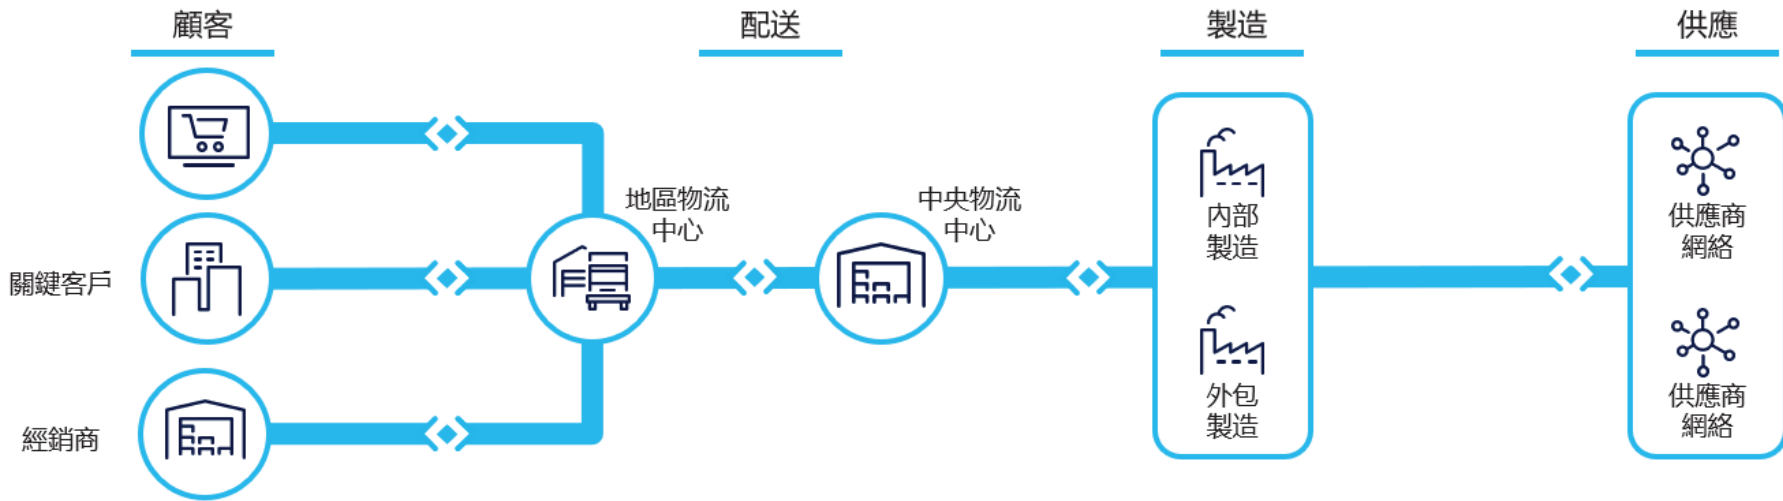 顧客
配送
製造
供應
地區物流
中心
中央物流
中心
內部
製造
供應商
網絡
關鍵客戶
外包
製造
供應商
網絡
經銷商